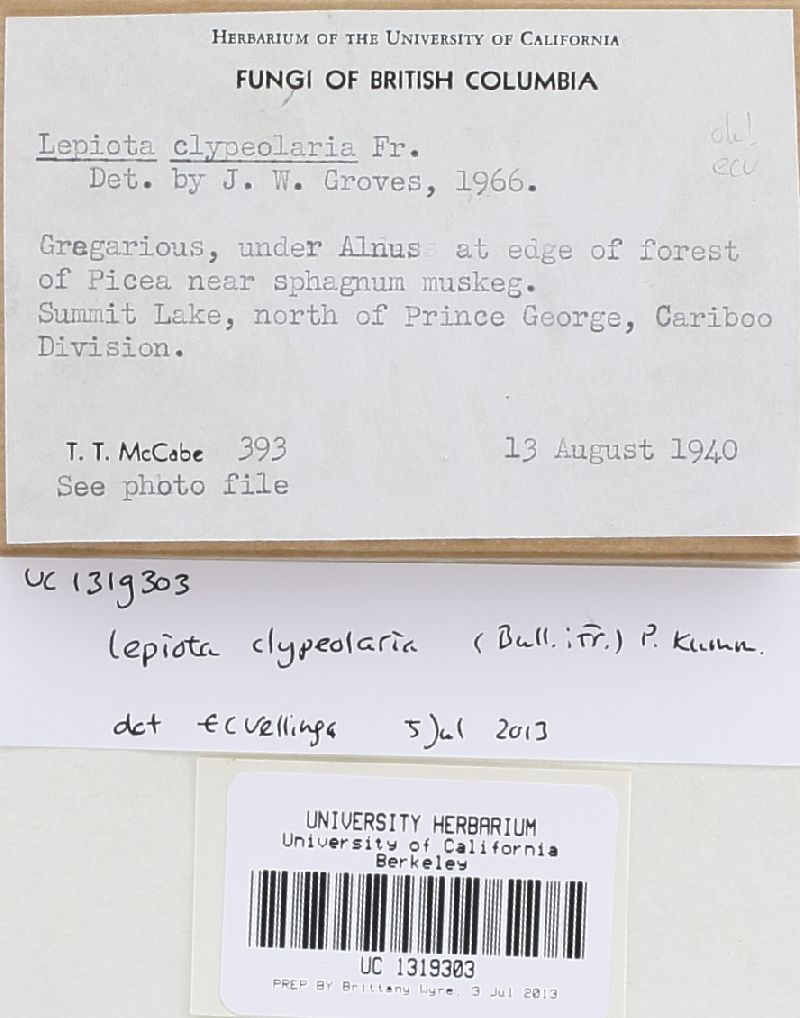 HERBARIUM OF THE UNIVERSITY OF CALIFORNIA
FUNGI OF BRITISH COLUMBIA
ok!
ecv
Lepiota clypeolaria Fr.
Det. by J. W. Groves, 1966.
Gregarious, under Alnus at edge of forest
of Picea near sphagnum muskeg.
Summit Lake, north of Prince George, Cariboo
Division.
T. T. McCabe 393 13 August 1940
See photo file
UC 1319303
lepiota clypeolaria (Bull.:Fr.) P. Kumm.
det ECVellinga 5 Jul 2013
UNIVERSITY HERBARIUM
University of California
Berkeley
UC 1319303
PREP BY Brittany Wyre, 3 Jul 2013